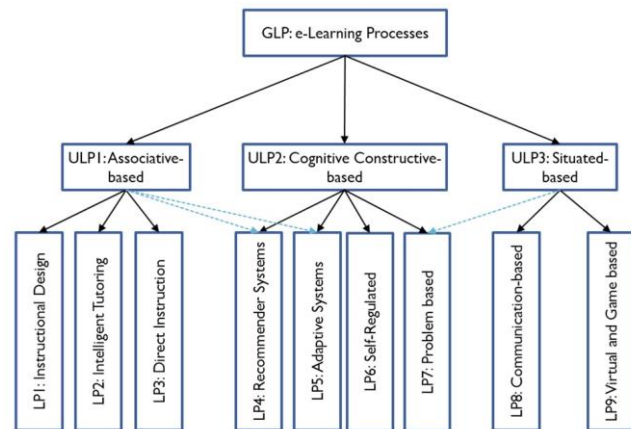 GLP: e-Learning Processes
ULP1: Associative-
based
ULP2: Cognitive Constructive-
based
ULP3: Situated-
based
LP1: Instructional Design
LP2: Intelligent Tutoring
LP3: Direct Instruction
LP4: Recommender Systems
LP5: Adaptive Systems
LP6: Self-Regulated
LP7: Problem based
LP8: Communication-based
LP9: Virtual and Game based